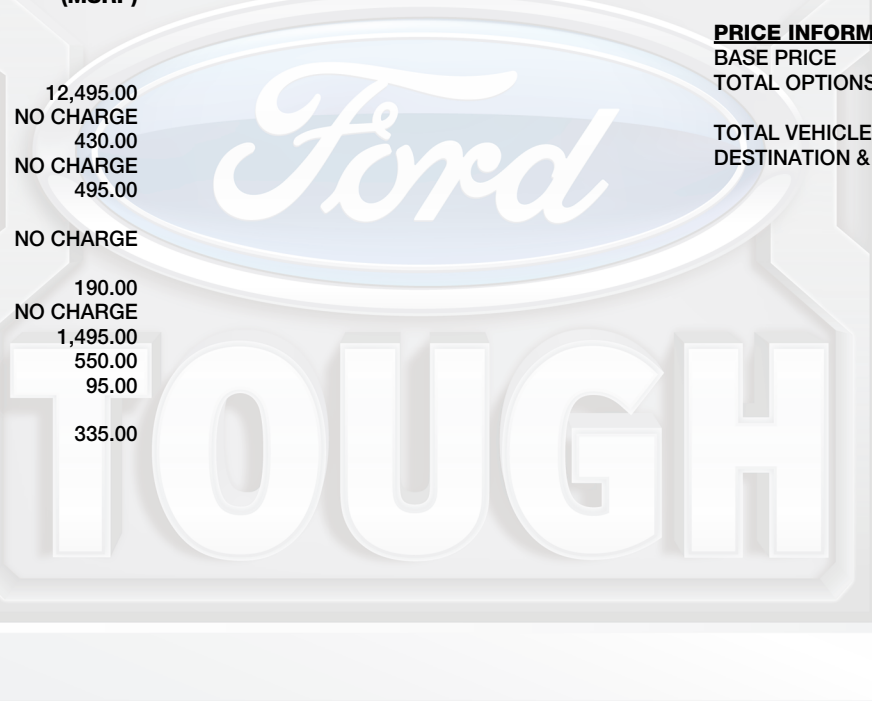 (MSRP)
12,495.00
NO CHARGE
430.00
NO CHARGE
495.00
NO CHARGE
190.00
NO CHARGE
1,495.00
550.00
95.00
335.00
PRICE INFORM
BASE PRICE
TOTAL OPTIONS
TOTAL VEHICLE
DESTINATION &
Ford
TOUGH